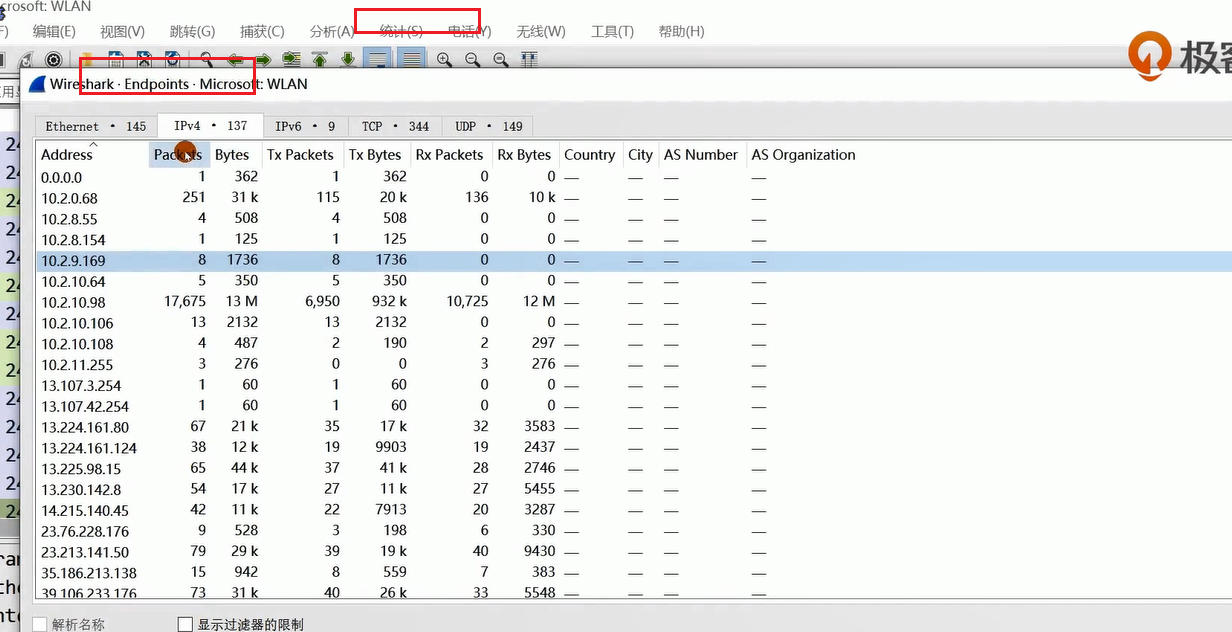 crosoft: WLAN
F) 编辑(E) 视图(V) 跳转(G) 捕获(C) 分析(A) 统计(S) 电话(Y) 无线(W) 工具(T) 帮助(H)
极客
Wireshark · Endpoints · Microsoft: WLAN
Ethernet · 145 IPv4 · 137 IPv6 · 9 TCP · 344 UDP · 149
Address Packets Bytes Tx Packets Tx Bytes Rx Packets Rx Bytes Country City AS Number AS Organization
0.0.0.0 1 362 1 362 0 0 — — — —
10.2.0.68 251 31 k 115 20 k 136 10 k — — — —
10.2.8.55 4 508 4 508 0 0 — — — —
10.2.8.154 1 125 1 125 0 0 — — — —
10.2.9.169 8 1736 8 1736 0 0 — — — —
10.2.10.64 5 350 5 350 0 0 — — — —
10.2.10.98 17,675 13 M 6,950 932 k 10,725 12 M — — — —
10.2.10.106 13 2132 13 2132 0 0 — — — —
10.2.10.108 4 487 2 190 2 297 — — — —
10.2.11.255 3 276 0 0 3 276 — — — —
13.107.3.254 1 60 1 60 0 0 — — — —
13.107.42.254 1 60 1 60 0 0 — — — —
13.224.161.80 67 21 k 35 17 k 32 3583 — — — —
13.224.161.124 38 12 k 19 9903 19 2437 — — — —
13.225.98.15 65 44 k 37 41 k 28 2746 — — — —
13.230.142.8 54 17 k 27 11 k 27 5455 — — — —
14.215.140.45 42 11 k 22 7913 20 3287 — — — —
23.76.228.176 9 528 3 198 6 330 — — — —
23.213.141.50 79 29 k 39 19 k 40 9430 — — — —
35.186.213.138 15 942 8 559 7 383 — — — —
39.106.233.176 73 31 k 40 26 k 33 5548 — — — —
解析名称 显示过滤器的限制